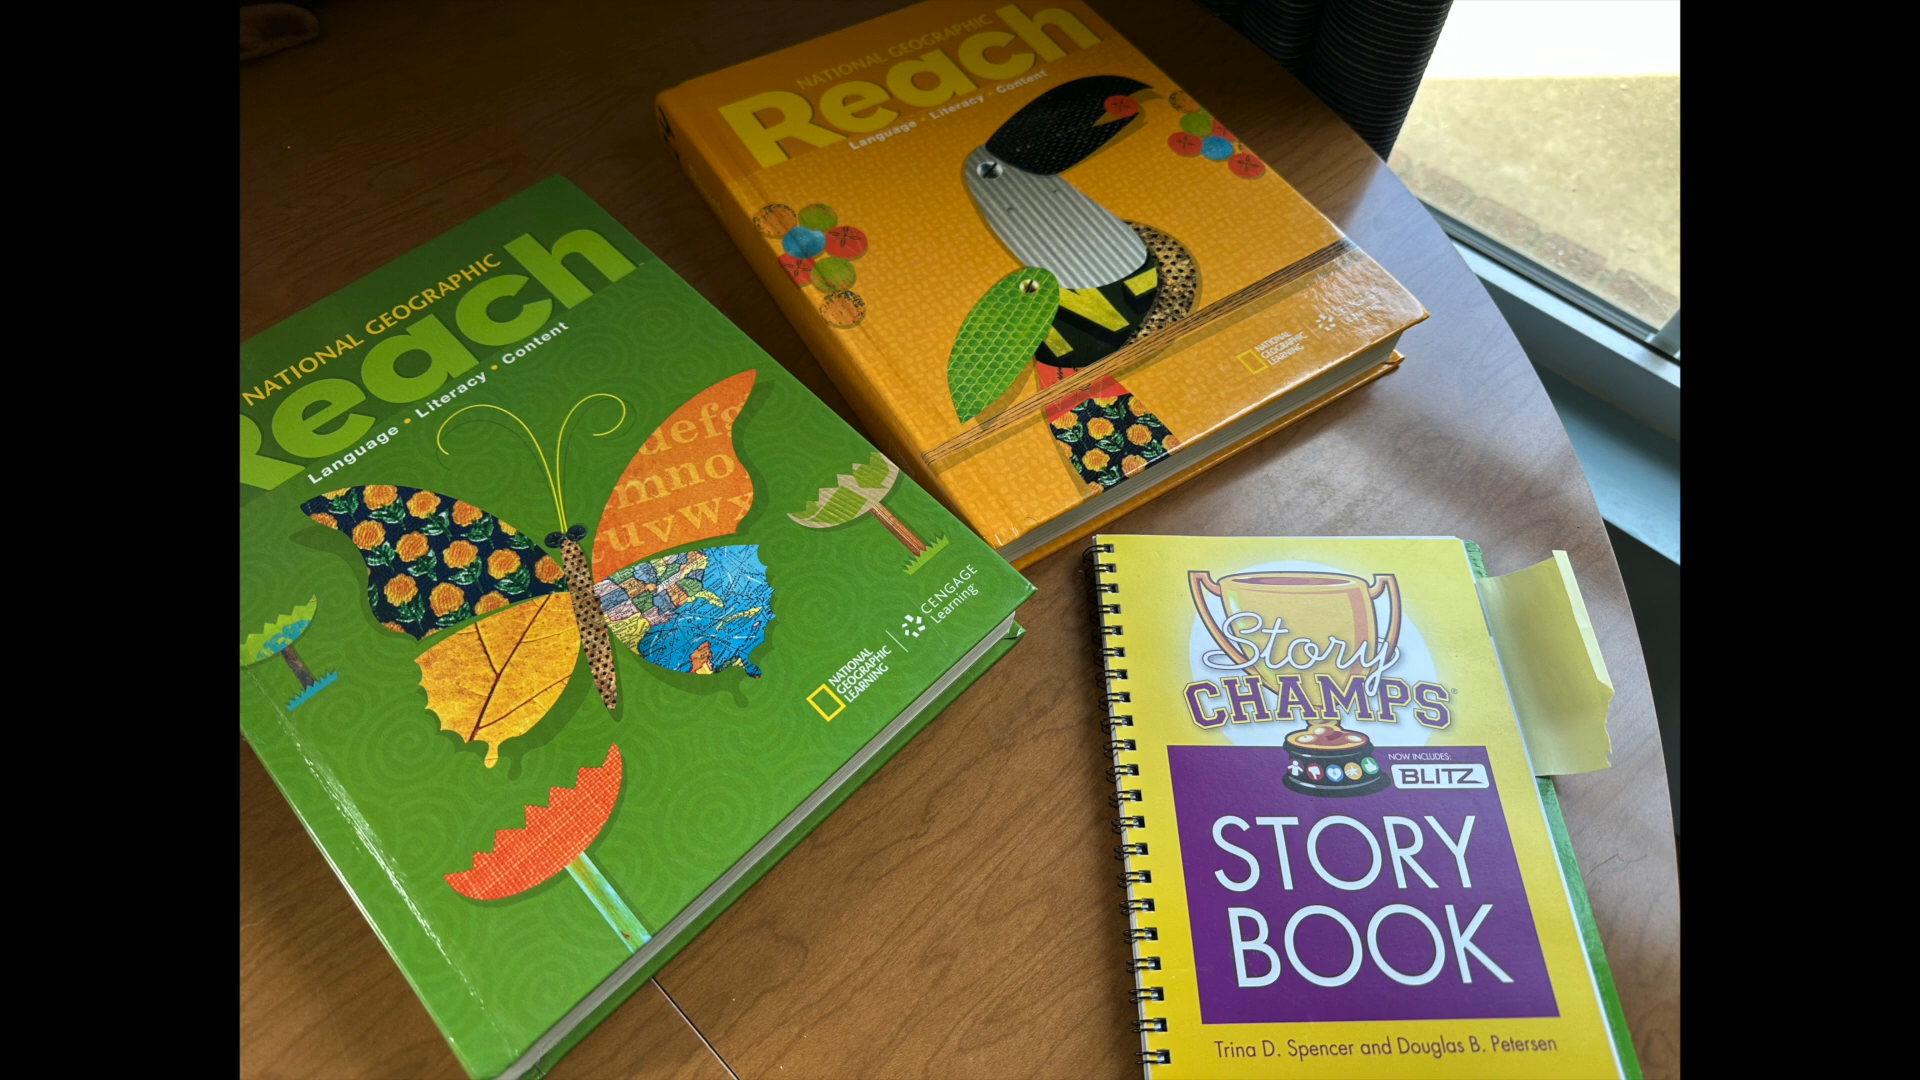 NATIONAL GEOGRAPHIC
Reach
Language • Literacy • Content
NATIONAL
GEOGRAPHIC
LEARNING
NATIONAL GEOGRAPHIC
Reach
Language • Literacy • Content
defg
mno
uvwx
NATIONAL
GEOGRAPHIC
LEARNING
CENGAGE
Learning
Story
CHAMPS®
NOW INCLUDES:
BLITZ
STORY
BOOK
Trina D. Spencer and Douglas B. Petersen